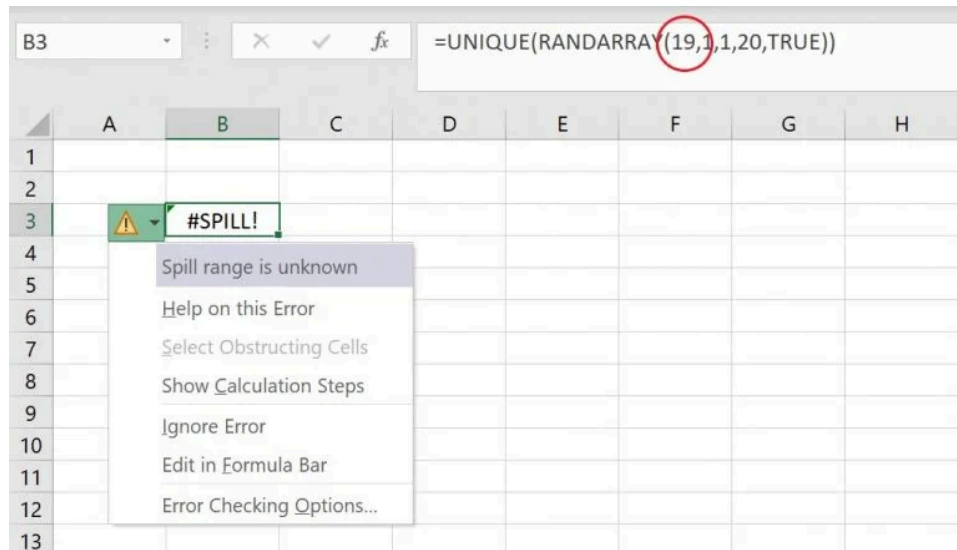 B3 fx =UNIQUE(RANDARRAY(19,1,1,20,TRUE))
A B C D E F G H
1
2
3 #SPILL!
4
Spill range is unknown
5
6 Help on this Error
7 Select Obstructing Cells
8 Show Calculation Steps
9
Ignore Error
10
11 Edit in Formula Bar
12 Error Checking Options...
13